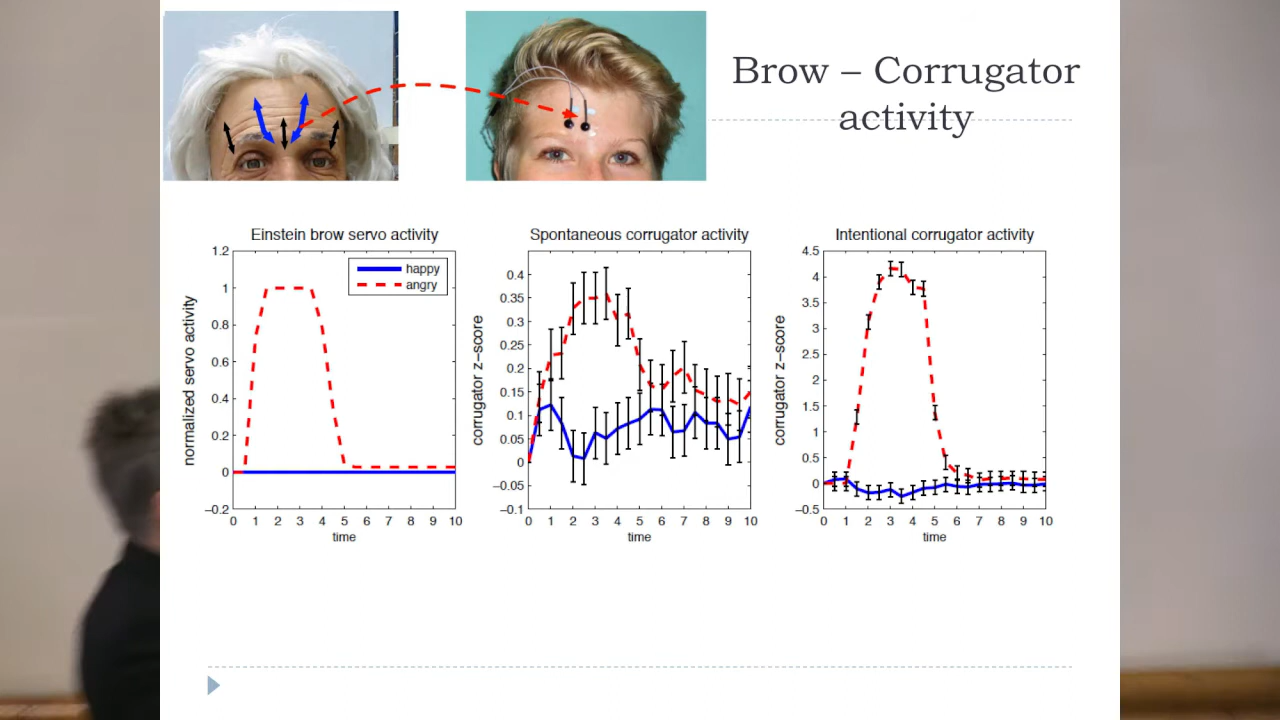 Brow – Corrugator
activity
Einstein brow servo activity
normalized servo activity
1.2
1
0.8
0.6
0.4
0.2
0
−0.2
happy
angry
0 1 2 3 4 5 6 7 8 9 10
time
Spontaneous corrugator activity
corrugator z−score
0.4
0.35
0.3
0.25
0.2
0.15
0.1
0.05
0
−0.05
−0.1
0 1 2 3 4 5 6 7 8 9 10
time
Intentional corrugator activity
corrugator z−score
4.5
4
3.5
3
2.5
2
1.5
1
0.5
0
−0.5
0 1 2 3 4 5 6 7 8 9 10
time